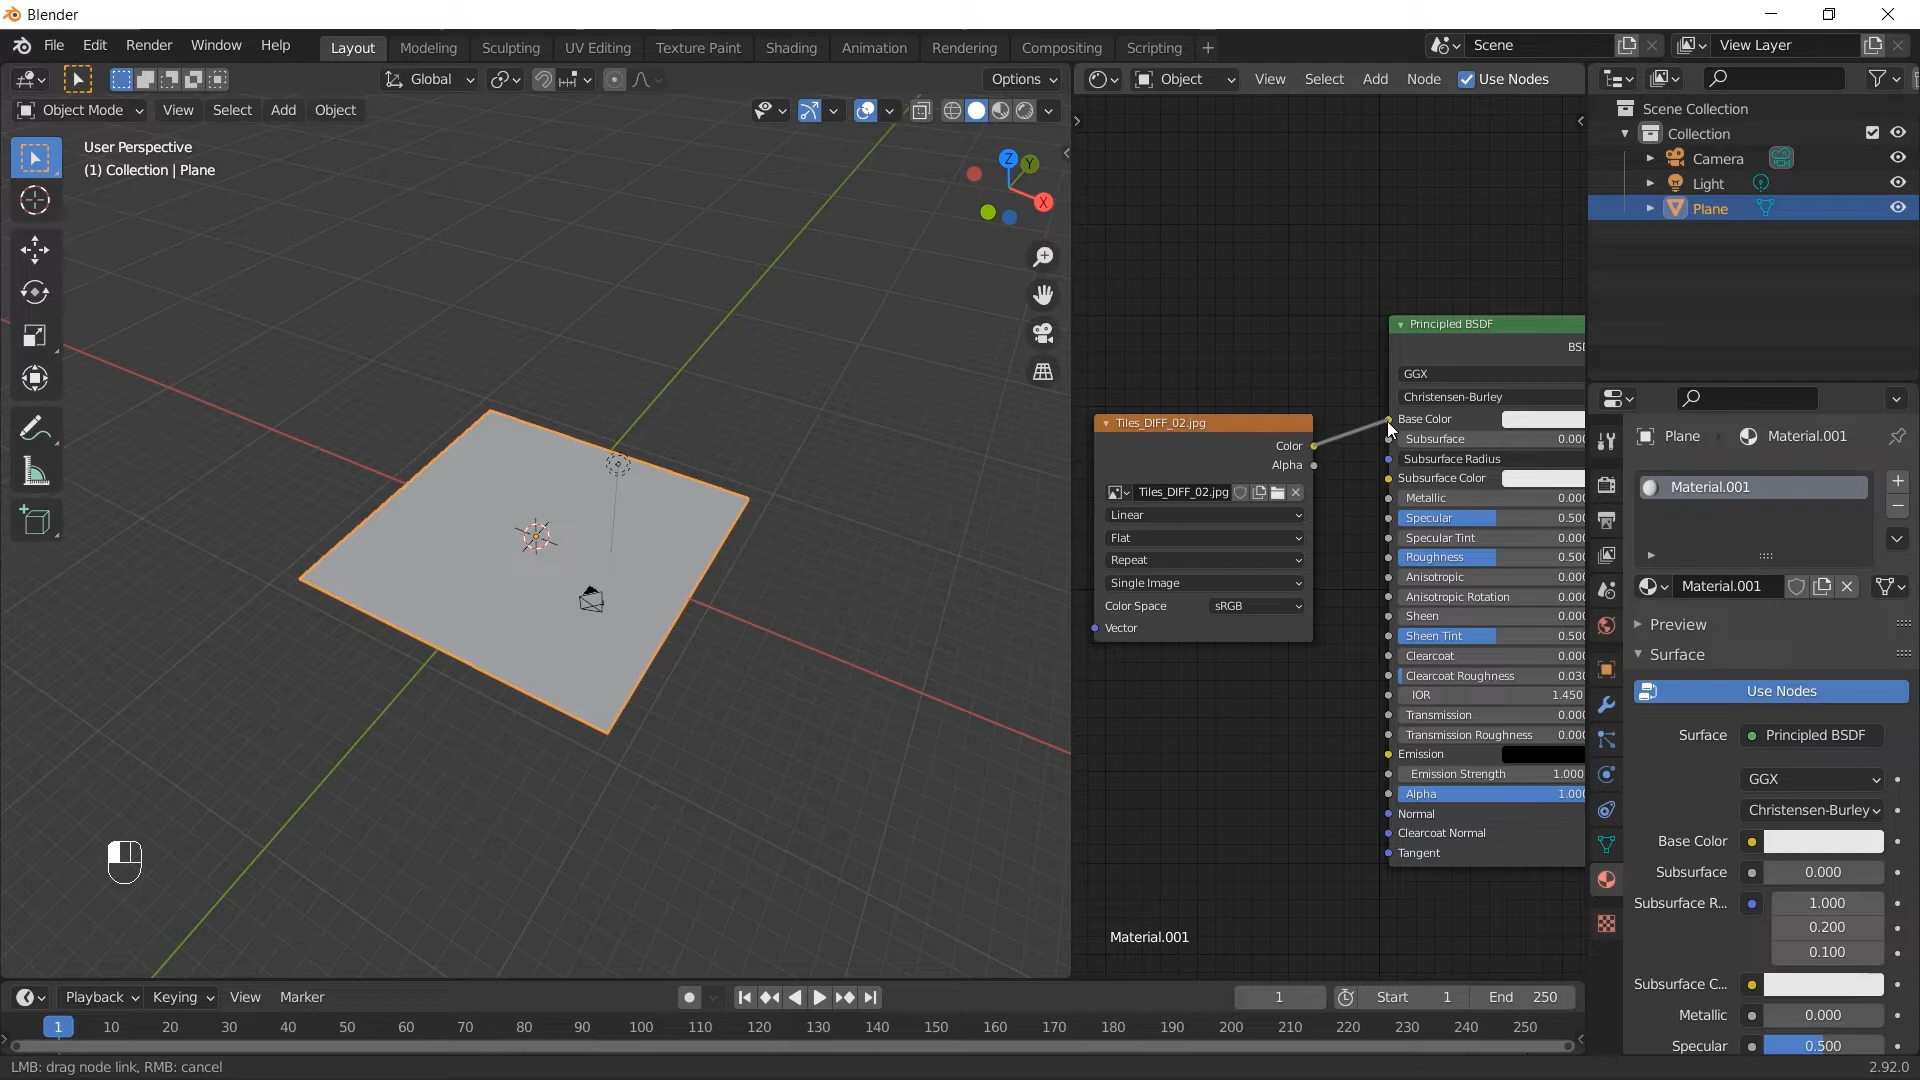 Blender
File Edit Render Window Help
Layout Modeling Sculpting UV Editing Texture Paint Shading Animation Rendering Compositing Scripting
Scene
View Layer
Global
Options
Object
View Select Add Node Use Nodes
Object Mode View Select Add Object
User Perspective
(1) Collection | Plane
Z
Y
X
Scene Collection
Collection
Camera
Light
Plane
Tiles_DIFF_02.jpg
Color
Alpha
Tiles_DIFF_02.jpg
Linear
Flat
Repeat
Single Image
Color Space sRGB
Vector
Principled BSDF
BSD
GGX
Christensen-Burley
Base Color
Subsurface 0.000
Subsurface Radius
Subsurface Color
Metallic 0.000
Specular 0.500
Specular Tint 0.000
Roughness 0.500
Anisotropic 0.000
Anisotropic Rotation 0.000
Sheen 0.000
Sheen Tint 0.500
Clearcoat 0.000
Clearcoat Roughness 0.030
IOR 1.450
Transmission 0.000
Transmission Roughness 0.000
Emission
Emission Strength 1.000
Alpha 1.000
Normal
Clearcoat Normal
Tangent
Material.001
Plane Material.001
Material.001
Material.001
Preview
Surface
Use Nodes
Surface Principled BSDF
GGX
Christensen-Burley
Base Color
Subsurface 0.000
Subsurface R... 1.000
0.200
0.100
Subsurface C...
Metallic 0.000
Specular 0.500
Playback Keying View Marker
1 Start 1 End 250
1 10 20 30 40 50 60 70 80 90 100 110 120 130 140 150 160 170 180 190 200 210 220 230 240 250
LMB: drag node link, RMB: cancel
2.92.0